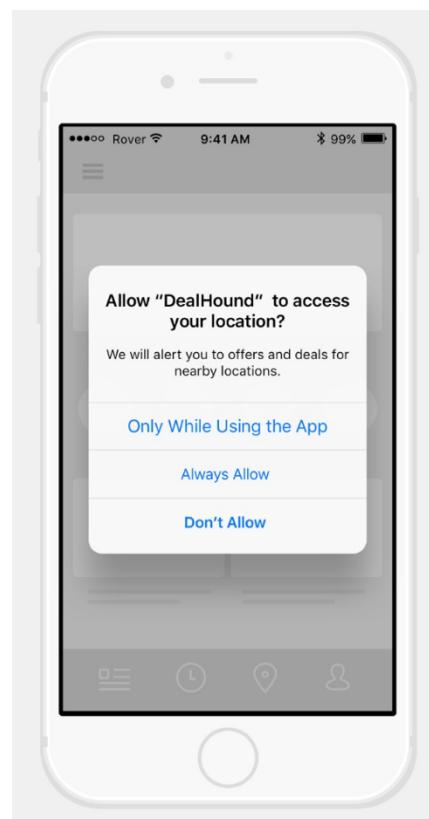 ●●●○○ Rover 9:41 AM 99%
Allow “DealHound” to access
your location?
We will alert you to offers and deals for
nearby locations.
Only While Using the App
Always Allow
Don’t Allow